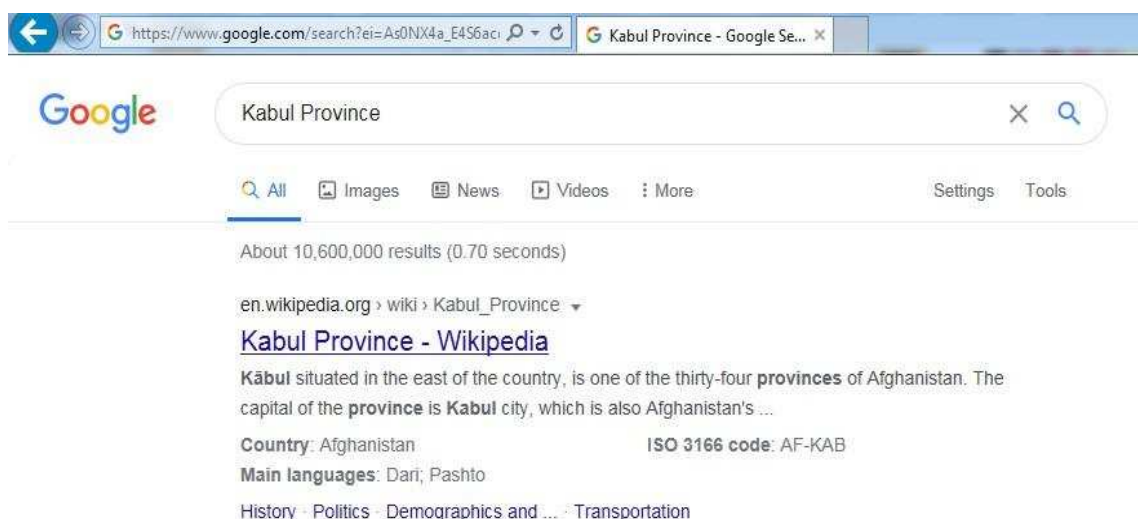 https://www.google.com/search?ei=As0NX4a_E4S6aci
Kabul Province - Google Se...
Google
Kabul Province
All Images News Videos More Settings Tools
About 10,600,000 results (0.70 seconds)
en.wikipedia.org › wiki › Kabul_Province
Kabul Province - Wikipedia
Kābul situated in the east of the country, is one of the thirty-four provinces of Afghanistan. The
capital of the province is Kabul city, which is also Afghanistan's ...
Country: Afghanistan ISO 3166 code: AF-KAB
Main languages: Dari; Pashto
History · Politics · Demographics and ... · Transportation